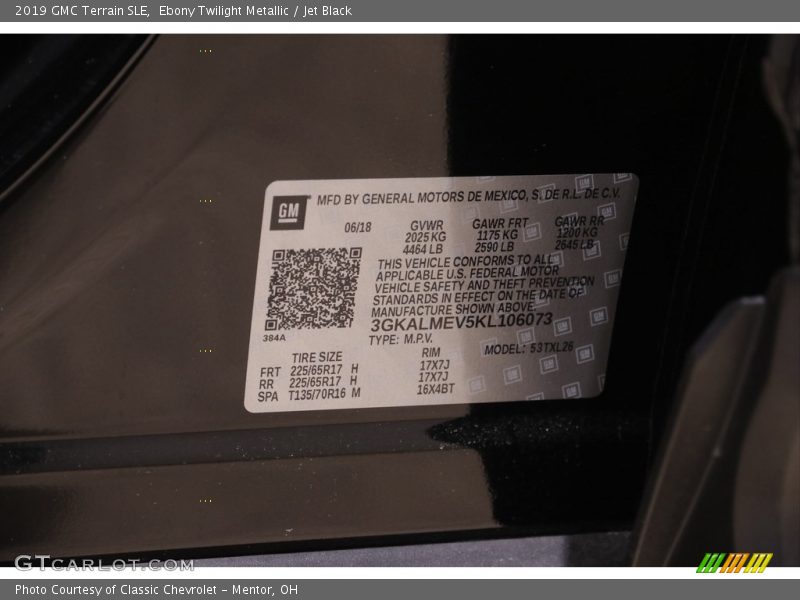 2019 GMC Terrain SLE, Ebony Twilight Metallic / Jet Black
GM
MFD BY GENERAL MOTORS DE MEXICO, S. DE R.L. DE C.V.
06/18 GVWR GAWR FRT GAWR RR
2025 KG 1175 KG 1200 KG
4464 LB 2590 LB 2645 LB
THIS VEHICLE CONFORMS TO ALL
APPLICABLE U.S. FEDERAL MOTOR
VEHICLE SAFETY AND THEFT PREVENTION
STANDARDS IN EFFECT ON THE DATE OF
MANUFACTURE SHOWN ABOVE.
3GKALMEV5KL106073
384A
TYPE: M.P.V. MODEL: 53TXL26
TIRE SIZE RIM
FRT 225/65R17 H 17X7J
RR 225/65R17 H 17X7J
SPA T135/70R16 M 16X4BT
GTcarlot.com
Photo Courtesy of Classic Chevrolet - Mentor, OH